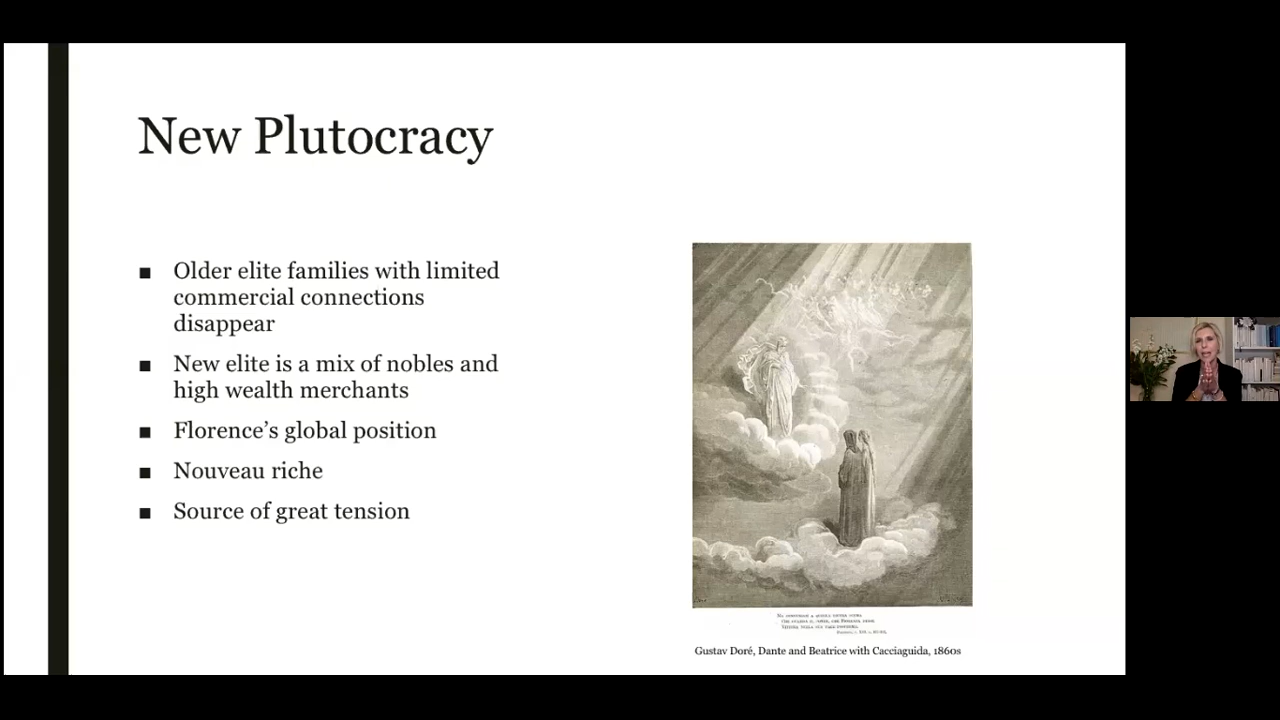 New Plutocracy
■ Older elite families with limited
commercial connections
disappear
■ New elite is a mix of nobles and
high wealth merchants
■ Florence's global position
■ Nouveau riche
■ Source of great tension
Gustav Doré, Dante and Beatrice with Cacciaguida, 1860s